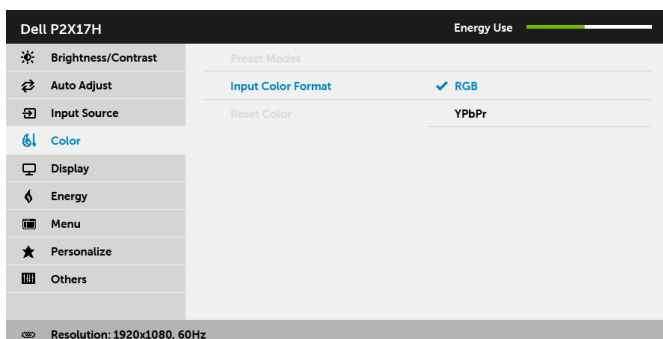 Dell P2X17H Energy Use
Brightness/Contrast Preset Modes
Auto Adjust Input Color Format RGB
Input Source Reset Color YPbPr
Color
Display
Energy
Menu
Personalize
Others
Resolution: 1920x1080, 60Hz